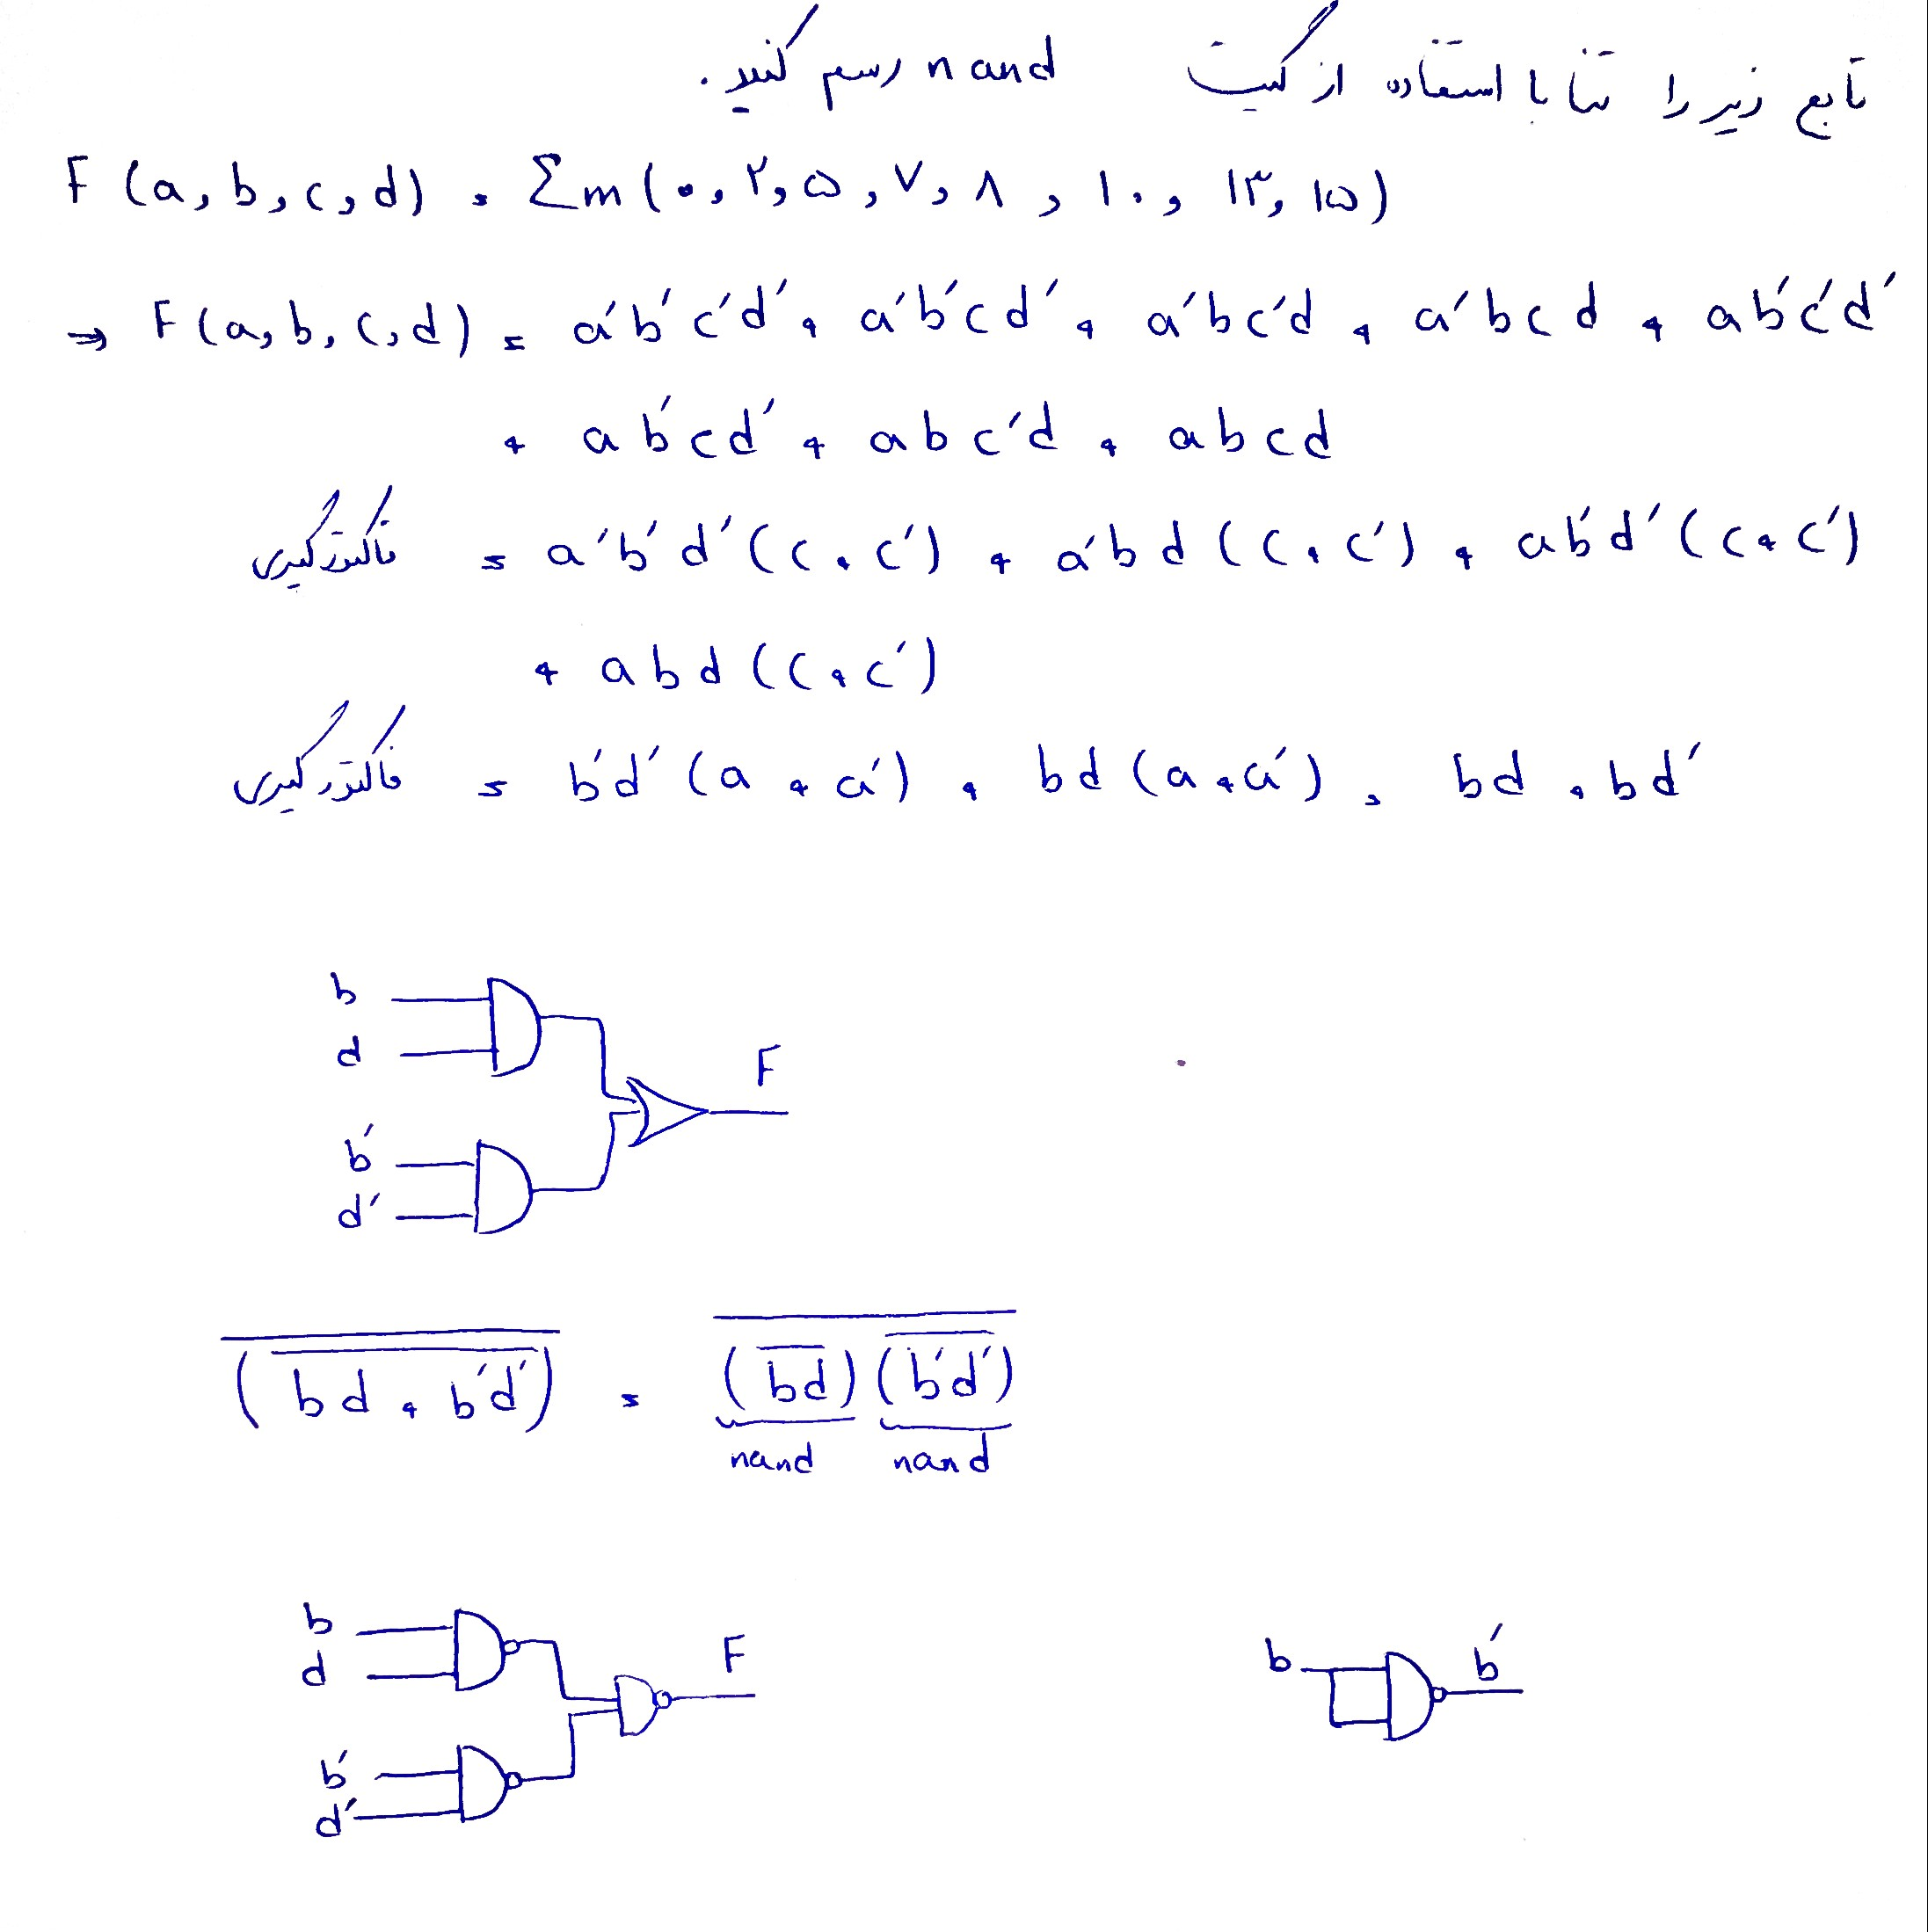 تابع زیر را تنها با استفاده از گیت nand رسم کنید.
F (a, b, c, d) = Σm (۰, ۲, ۵, ۷, ۸, ۱۰, ۱۳, ۱۵)
⇒ F(a, b, c, d) = a'b'c'd' + a'b'cd' + a'bc'd + a'bcd + ab'c'd'
+ ab'cd' + abc'd + abcd
فاکتورگیری = a'b'd'(c+c') + a'bd(c+c') + ab'd'(c+c')
+ abd(c+c')
فاکتورگیری = b'd'(a+a') + bd(a+a') = bd + bd'
b
d
F
b'
d'
(bd + b'd') = (bd)(b'd')
nand nand
b
d
F
b'
d'
b b'